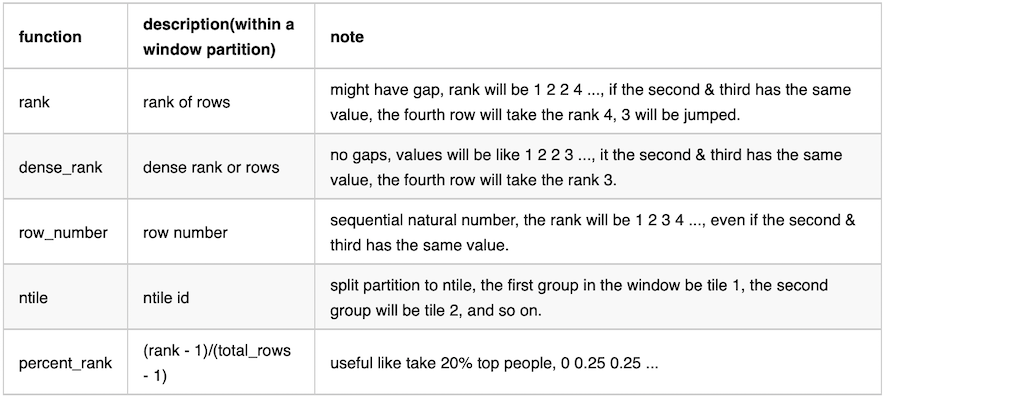 function
description(within a
window partition)
note
rank
rank of rows
might have gap, rank will be 1 2 2 4 ..., if the second & third has the same
value, the fourth row will take the rank 4, 3 will be jumped.
dense_rank
dense rank or rows
no gaps, values will be like 1 2 2 3 ..., it the second & third has the same
value, the fourth row will take the rank 3.
row_number
row number
sequential natural number, the rank will be 1 2 3 4 ..., even if the second &
third has the same value.
ntile
ntile id
split partition to ntile, the first group in the window be tile 1, the second
group will be tile 2, and so on.
percent_rank
(rank - 1)/(total_rows
- 1)
useful like take 20% top people, 0 0.25 0.25 ...